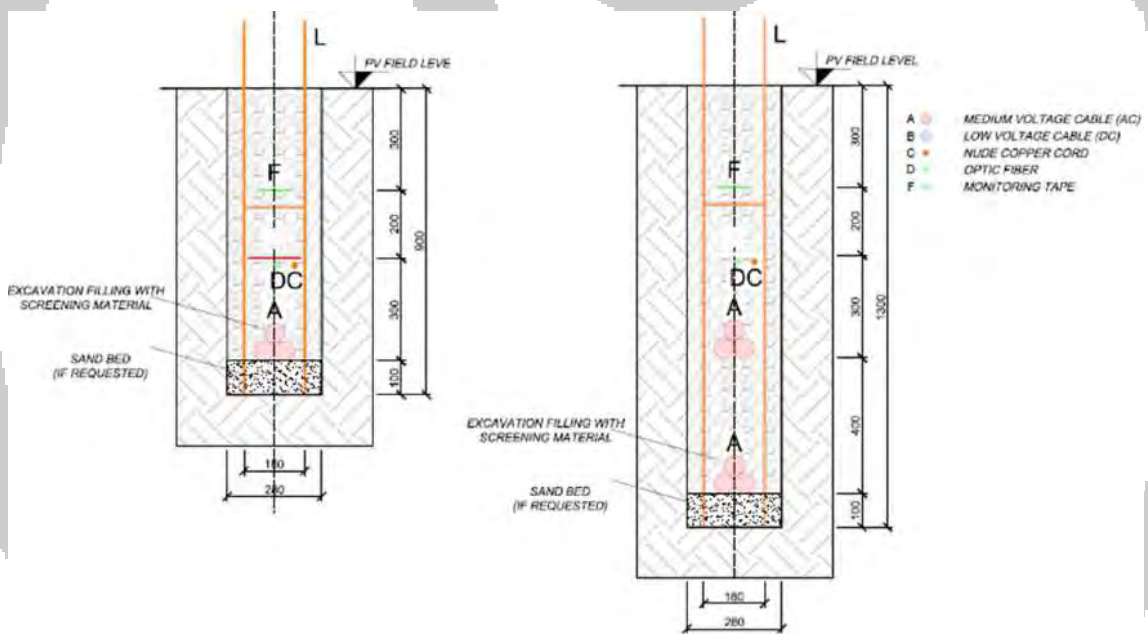 L
PV FIELD LEVE
300
F
200
900
DC
EXCAVATION FILLING WITH
SCREENING MATERIAL
A
300
SAND BED
(IF REQUESTED)
100
180
280
L
PV FIELD LEVEL
300
F
200
DC
A
300
1300
EXCAVATION FILLING WITH
SCREENING MATERIAL
A
400
SAND BED
(IF REQUESTED)
100
180
280
A MEDIUM VOLTAGE CABLE (AC)
B LOW VOLTAGE CABLE (DC)
C NUDE COPPER CORD
D OPTIC FIBER
F MONITORING TAPE